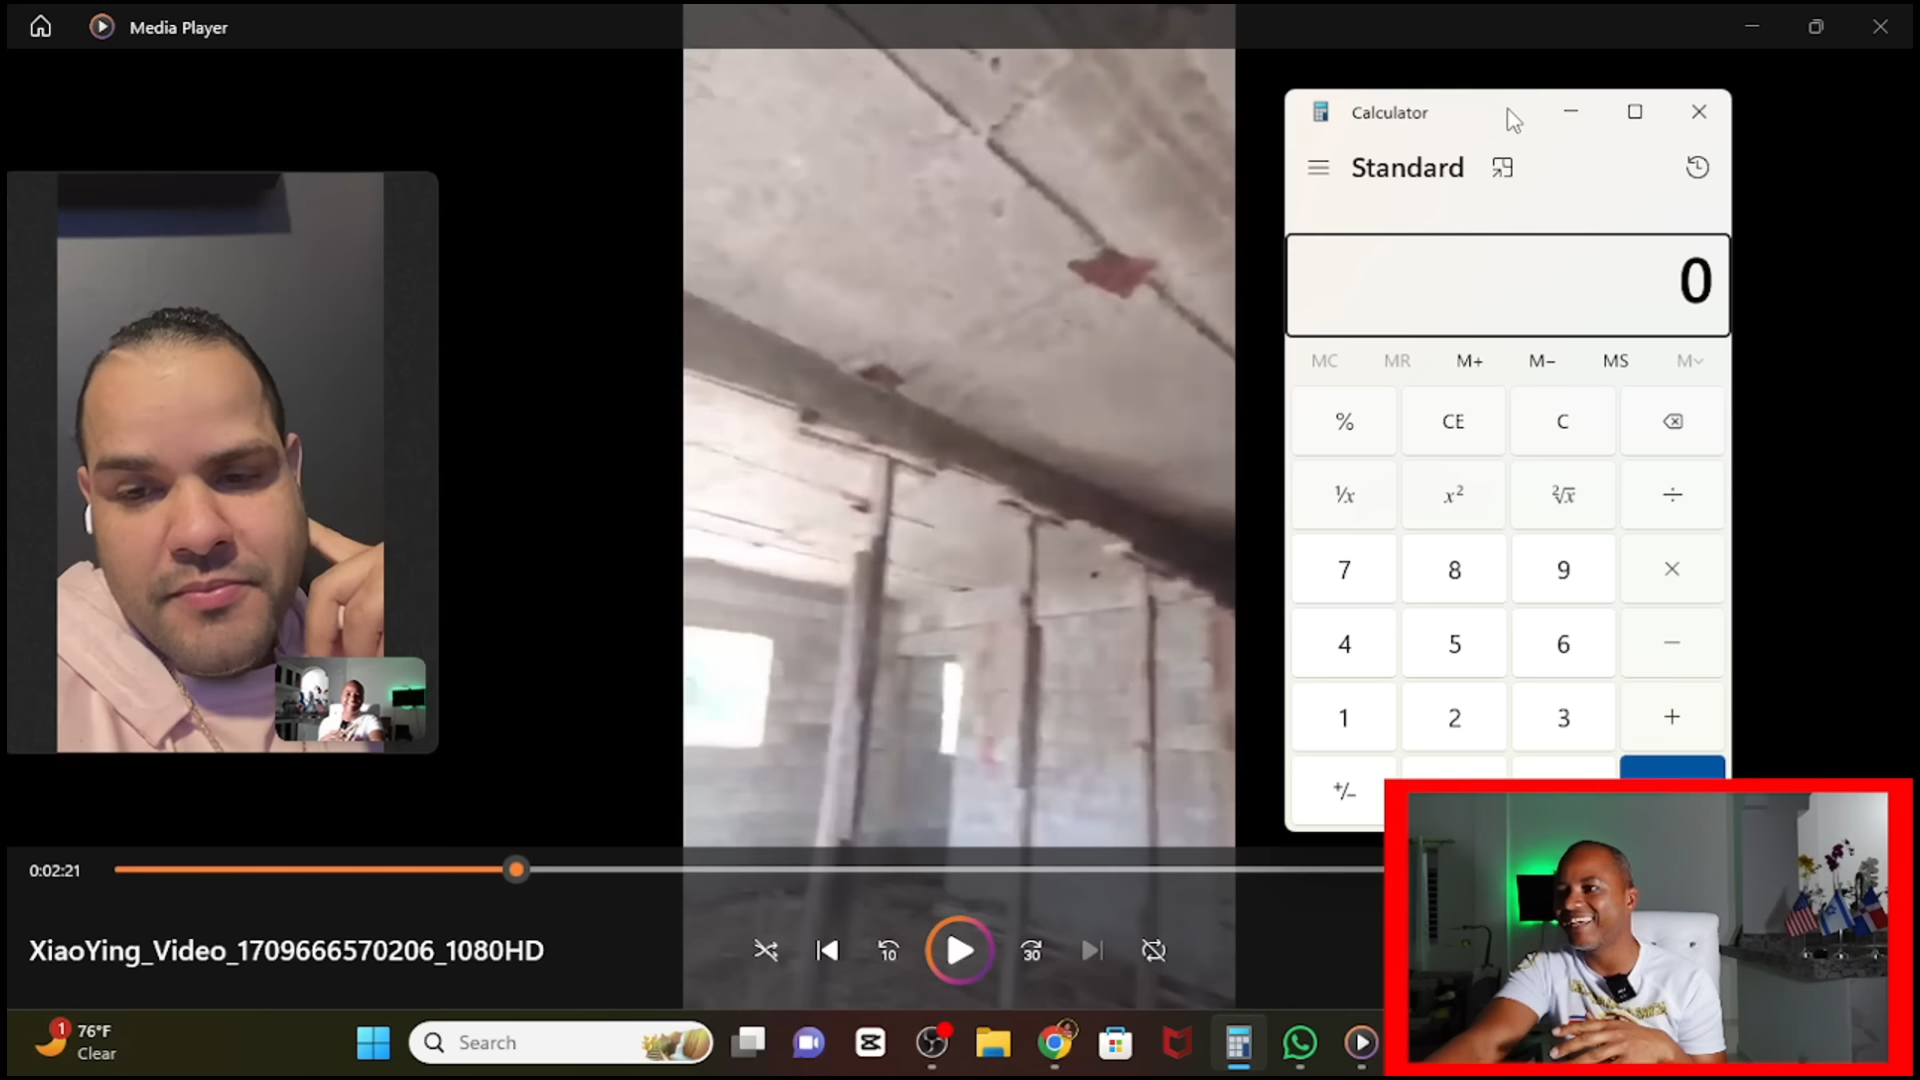 Media Player
Calculator
Standard
0
MC MR M+ M− MS M
% CE C
⅟x x² ²√x ÷
7 8 9 ×
4 5 6 −
1 2 3 +
+/−
0:02:21
XiaoYing_Video_1709666570206_1080HD
10 30
1 76°F
Clear
Search